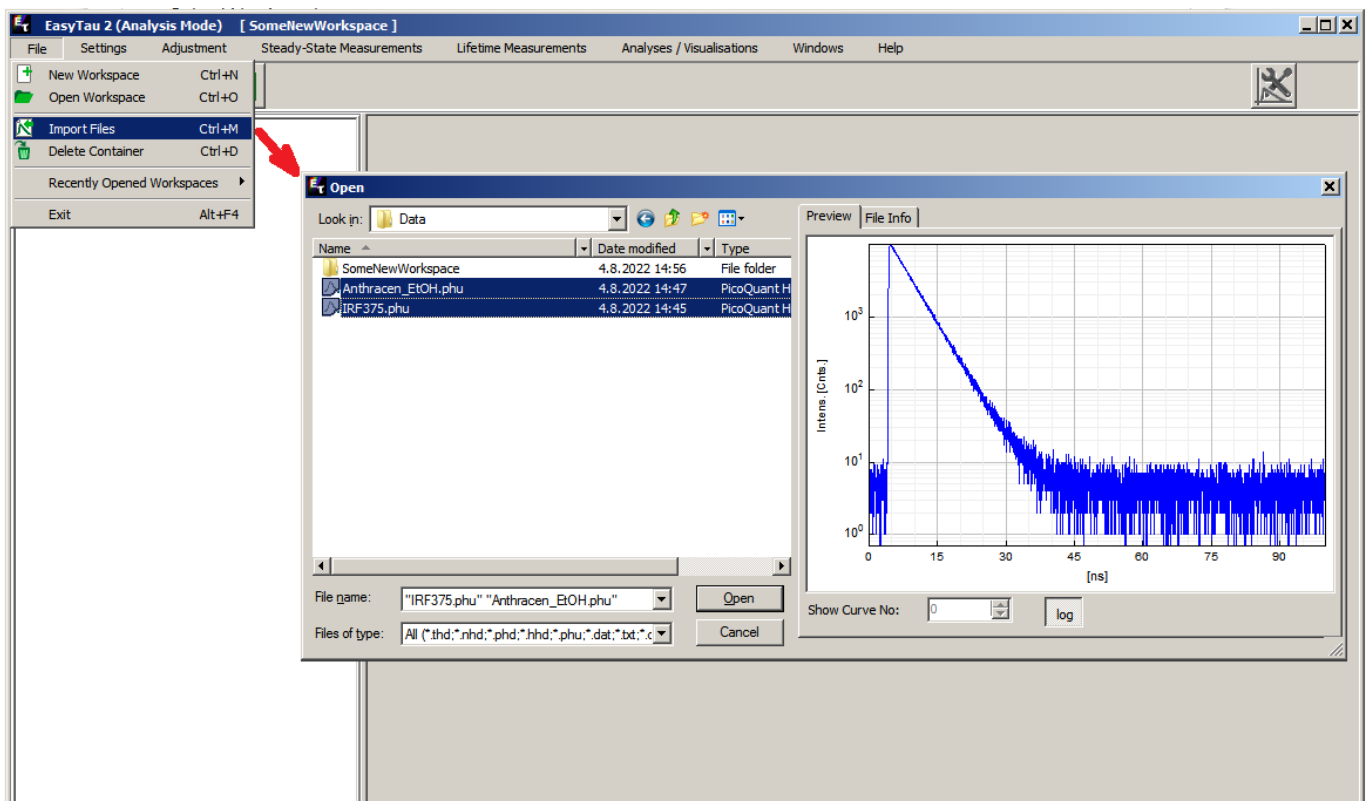 EasyTau 2 (Analysis Mode) [ SomeNewWorkspace ]
File Settings Adjustment Steady-State Measurements Lifetime Measurements Analyses / Visualisations Windows Help
New Workspace Ctrl+N
Open Workspace Ctrl+O
Import Files Ctrl+M
Delete Container Ctrl+D
Recently Opened Workspaces
Exit Alt+F4
Open
Look in: Data
Name Date modified Type
SomeNewWorkspace 4.8.2022 14:56 File folder
Anthracen_EtOH.phu 4.8.2022 14:47 PicoQuant H
IRF375.phu 4.8.2022 14:45 PicoQuant H
File name: "IRF375.phu" "Anthracen_EtOH.phu" Open
Files of type: All (*.thd;*.nhd;*.phd;*.hhd;*.phu;*.dat;*.txt;*.c Cancel
Preview File Info
Intens. [Cnts.]
10³
10²
10¹
10⁰
0 15 30 45 60 75 90
[ns]
Show Curve No: 0 log